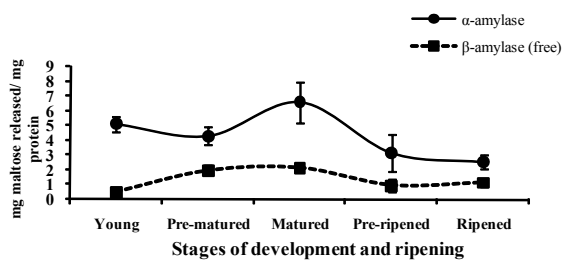 α-amylase
β-amylase (free)
mg maltose released/ mg
protein
9
8
7
6
5
4
3
2
1
0
Young Pre-matured Matured Pre-ripened Ripened
Stages of development and ripening